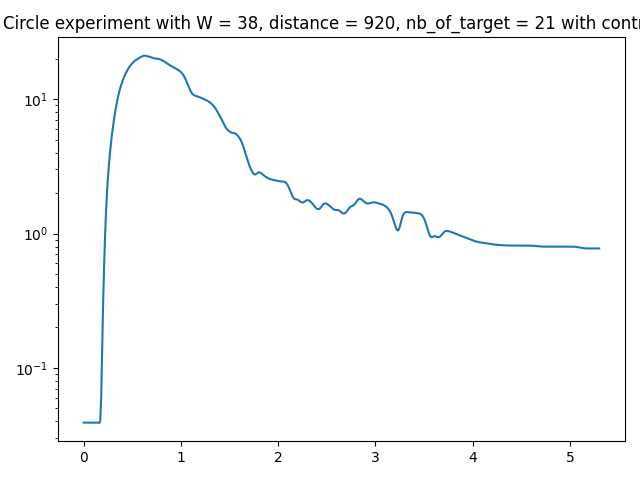 Circle experiment with W = 38, distance = 920, nb_of_target = 21 with
10¹
10⁰
10⁻¹
0 1 2 3 4 5